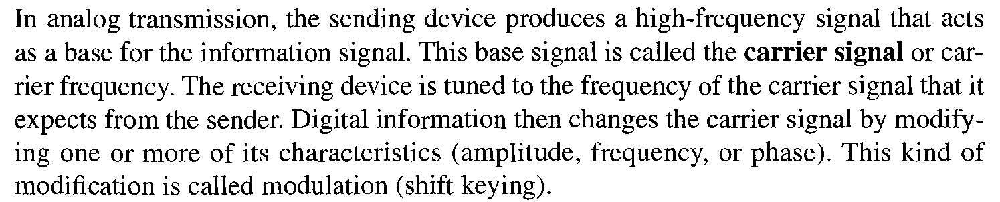 In analog transmission, the sending device produces a high-frequency signal that acts
as a base for the information signal. This base signal is called the carrier signal or car-
rier frequency. The receiving device is tuned to the frequency of the carrier signal that it
expects from the sender. Digital information then changes the carrier signal by modify-
ing one or more of its characteristics (amplitude, frequency, or phase). This kind of
modification is called modulation (shift keying).